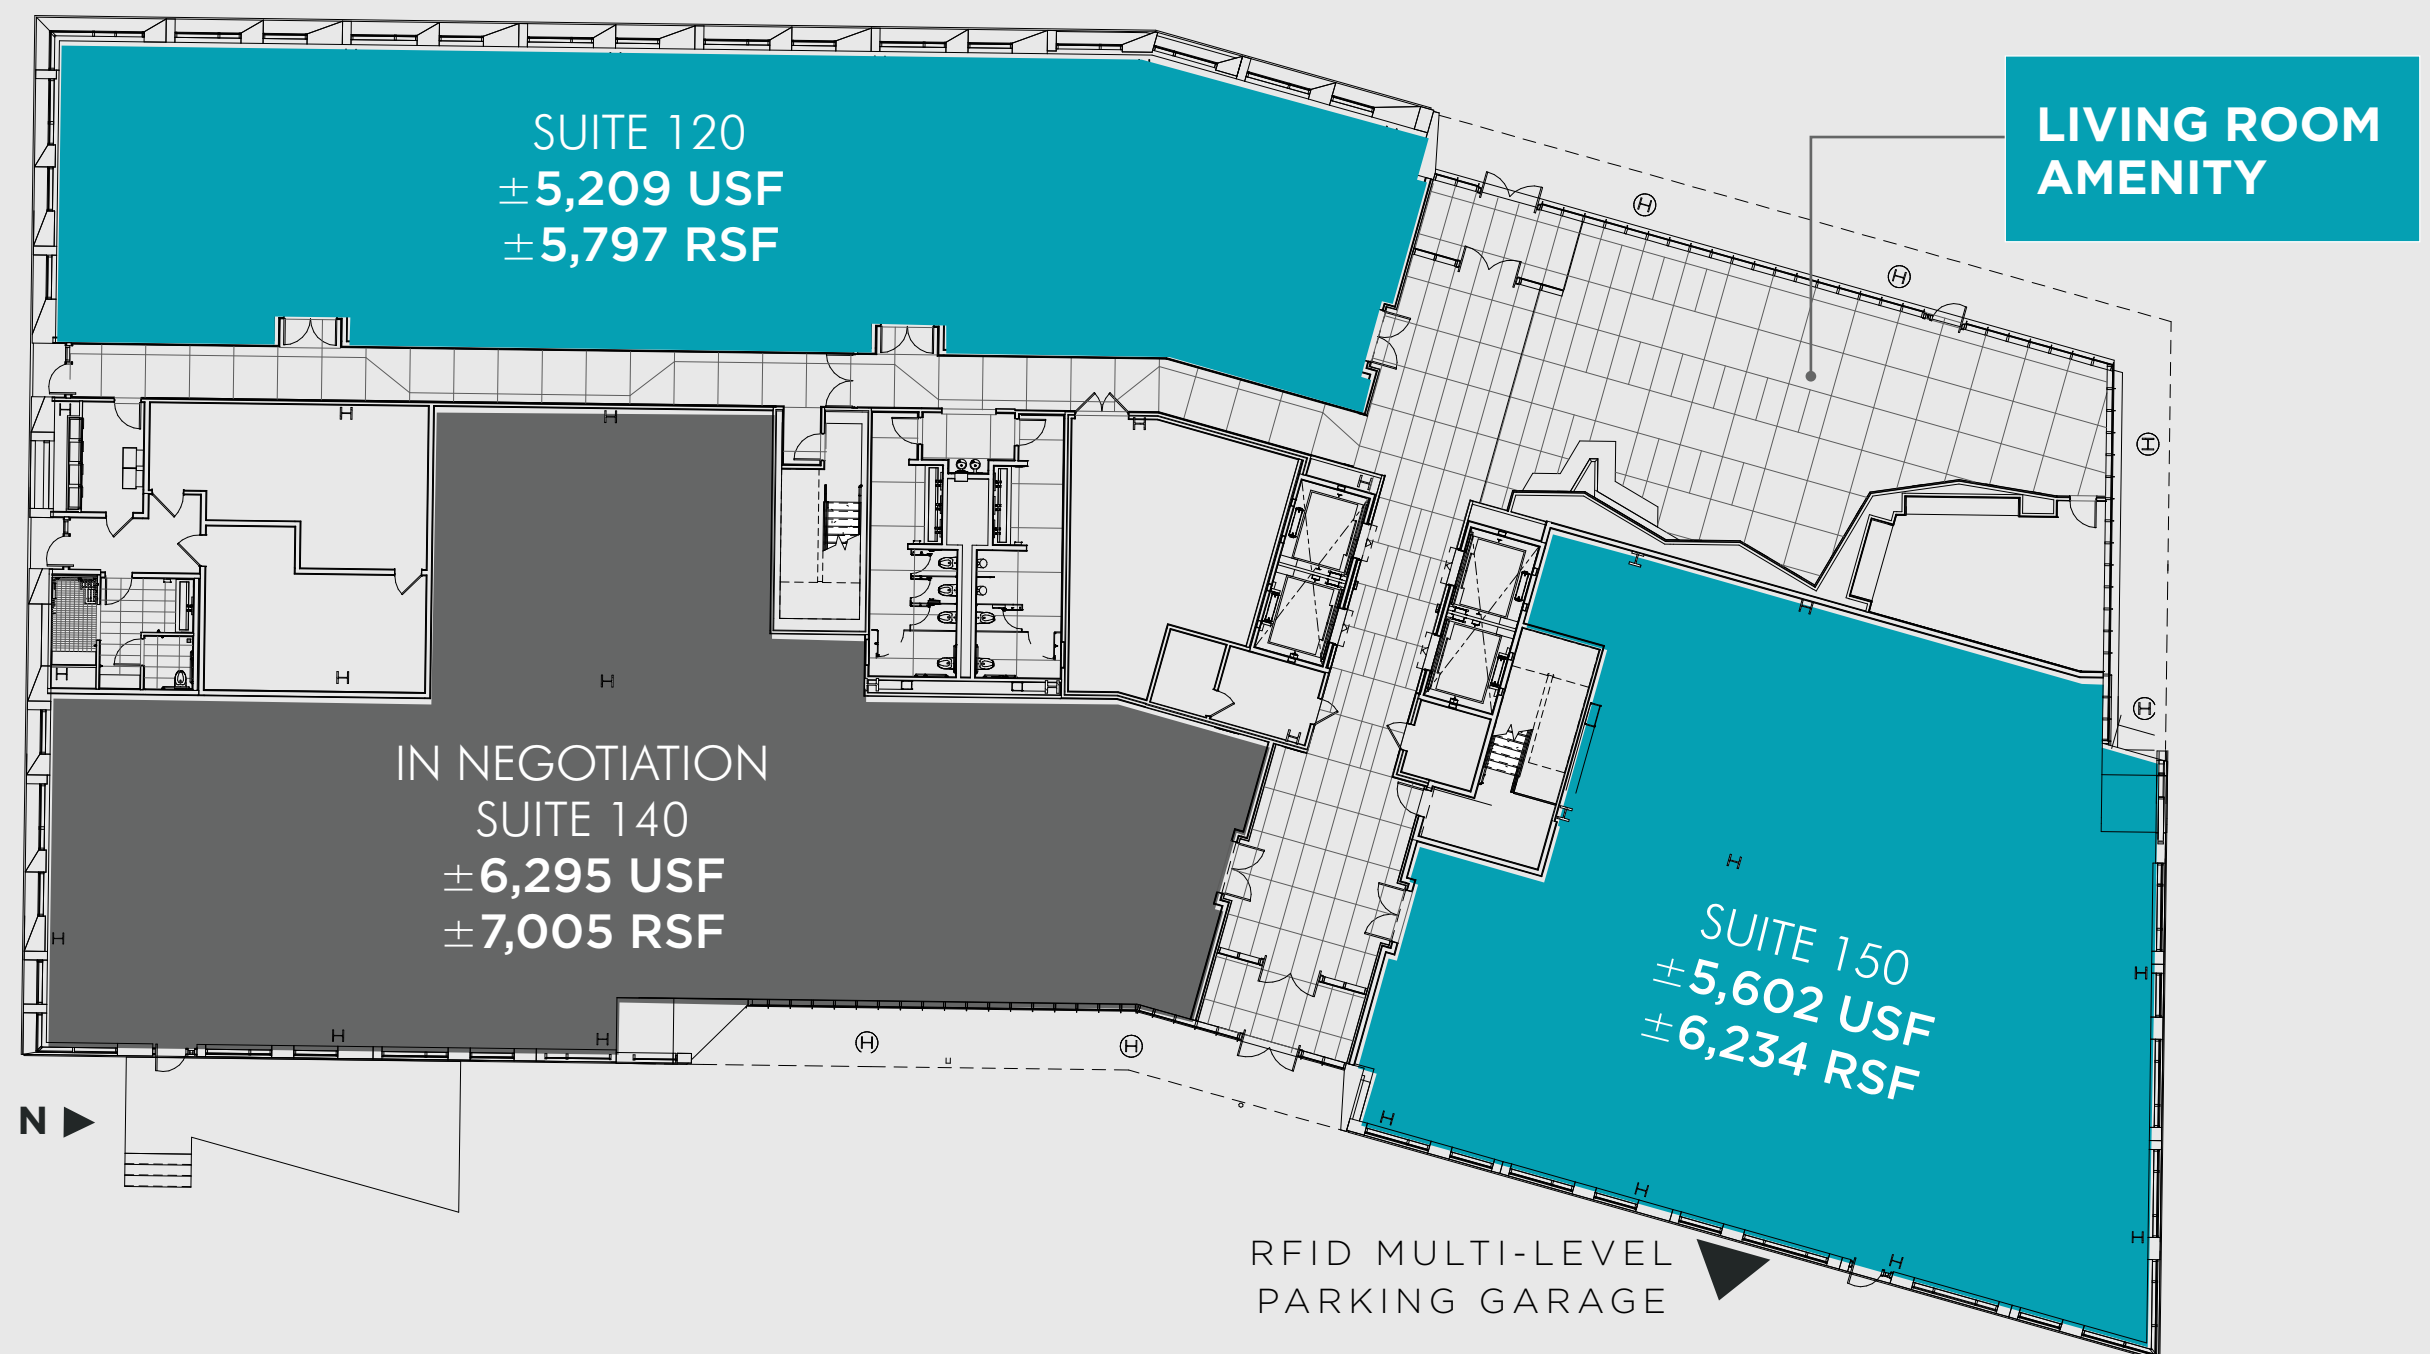 SUITE 120
±5,209 USF
±5,797 RSF
LIVING ROOM
AMENITY
IN NEGOTIATION
SUITE 140
±6,295 USF
±7,005 RSF
SUITE 150
±5,602 USF
±6,234 RSF
N
RFID MULTI-LEVEL
PARKING GARAGE